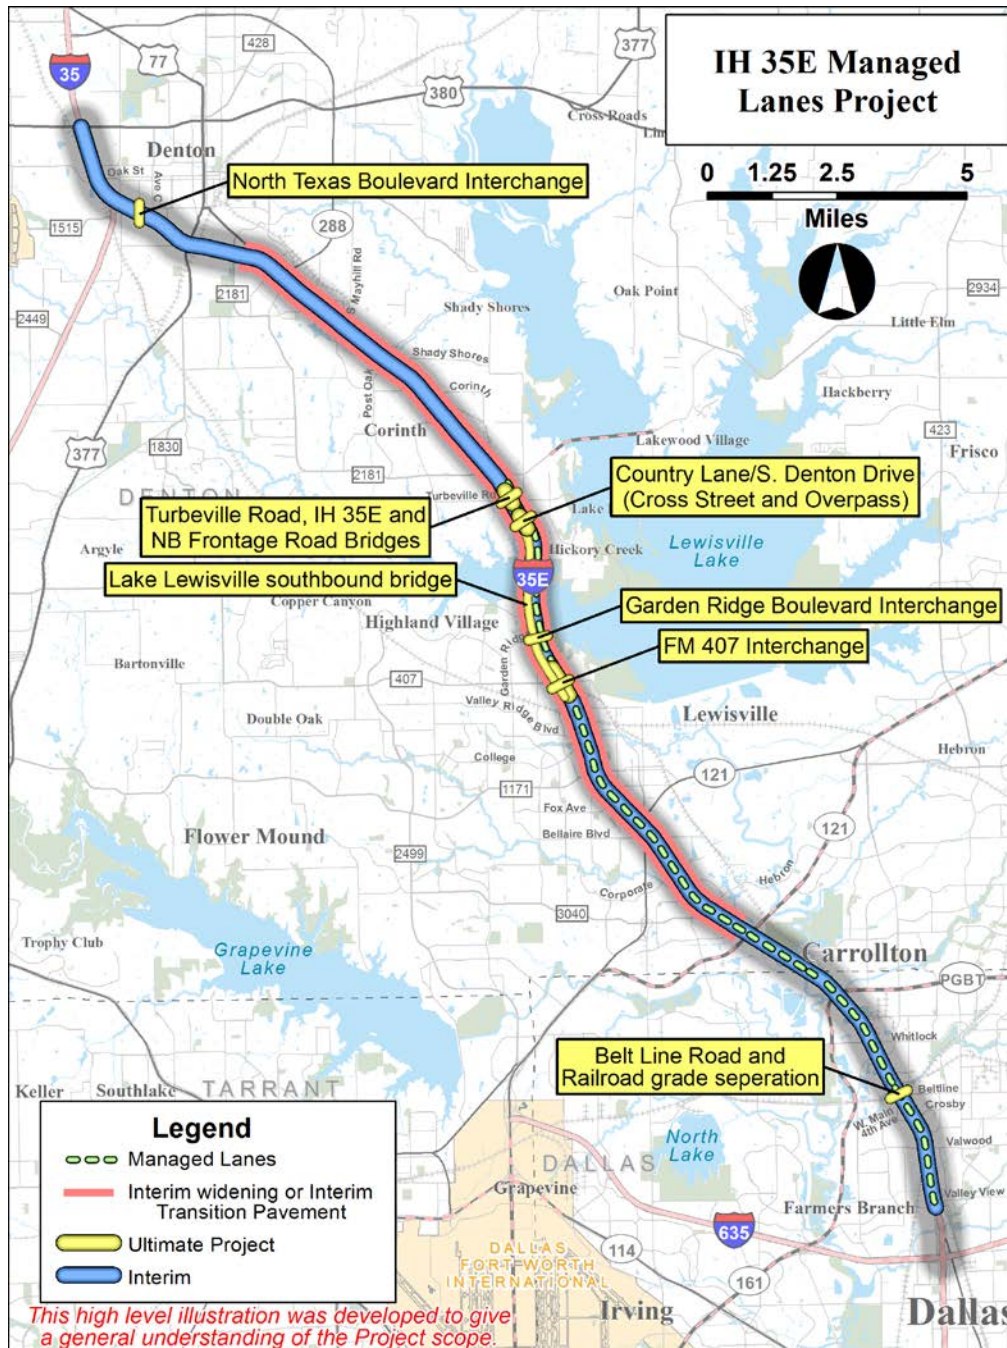 IH 35E Managed
Lanes Project
0 1.25 2.5 5
Miles
35
77
428
377
380
Cross Roads
Denton
Oak St
Ave C
North Texas Boulevard Interchange
1515
288
2181
S Mayhill Rd
Oak Point
2934
2449
Shady Shores
Little Elm
Shady Shores
Post Oak
Corinth
Hackberry
Corinth
423
377
1830
Lakewood Village
Frisco
2181
DENTON
Turbeville Rd
Country Lane/S. Denton Drive
(Cross Street and Overpass)
Turbeville Road, IH 35E and
NB Frontage Road Bridges
Lake
Argyle
Hickory Creek
Lewisville
Lake
Lake Lewisville southbound bridge
35E
Copper Canyon
Highland Village
Garden Ridge Boulevard Interchange
Garden Ridge
FM 407 Interchange
Bartonville
407
Valley Ridge Blvd
Double Oak
Lewisville
College
Hebron
121
1171
Fox Ave
Flower Mound
Bellaire Blvd
121
2499
Hebron
Corporate
3040
Trophy Club
Grapevine
Lake
Carrollton
PGBT
Whitlock
Belt Line Road and
Railroad grade seperation
Keller
Southlake
TARRANT
Beltline
Crosby
W. Main
4th Ave
Valwood
North
Lake
DALLAS
Grapevine
Valley View
Farmers Branch
635
114
DALLAS
FORT WORTH
INTERNATIONAL
161
Irving
Dallas
Legend
Managed Lanes
Interim widening or Interim
Transition Pavement
Ultimate Project
Interim
This high level illustration was developed to give
a general understanding of the Project scope.